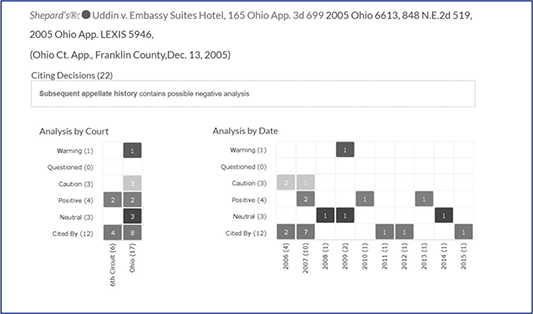 Shepard's®: Uddin v. Embassy Suites Hotel, 165 Ohio App. 3d 699 2005 Ohio 6613, 848 N.E.2d 519,
2005 Ohio App. LEXIS 5946,
(Ohio Ct. App., Franklin County,Dec. 13, 2005)
Citing Decisions (22)
Subsequent appellate history contains possible negative analysis
Analysis by Court
Warning (1) 1
Questioned (0)
Caution (3) 3
Positive (4) 2 2
Neutral (3) 3
Cited By (12) 4 8
6th Circuit (6) Ohio (17)
Analysis by Date
Warning (1) 1
Questioned (0)
Caution (3) 2 1
Positive (4) 2 1 1
Neutral (3) 1 1 1
Cited By (12) 2 7 1 1 1
2006 (4) 2007 (10) 2008 (1) 2009 (2) 2010 (1) 2011 (1) 2012 (1) 2013 (1) 2014 (1) 2015 (1)